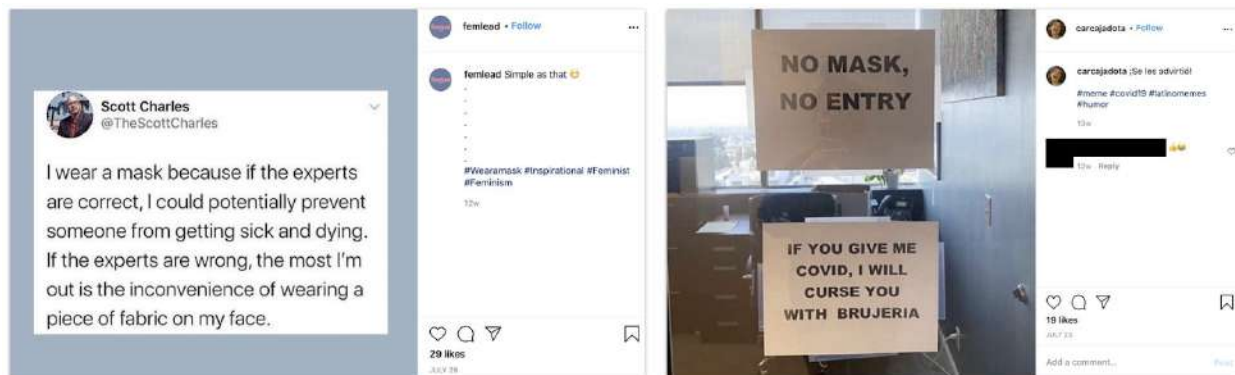 femlead • Follow
Scott Charles
@TheScottCharles
I wear a mask because if the experts
are correct, I could potentially prevent
someone from getting sick and dying.
If the experts are wrong, the most I'm
out is the inconvenience of wearing a
piece of fabric on my face.
femlead Simple as that
.
.
.
.
.
.
#Wearamask #Inspirational #Feminist
#Feminism
12w
29 likes
JULY 28
NO MASK,
NO ENTRY
IF YOU GIVE ME
COVID, I WILL
CURSE YOU
WITH BRUJERIA
carcajadota • Follow
carcajadota ¡Se les advirtió!
#meme #covid19 #latinomemes
#humor
13w
12w Reply
19 likes
Add a comment...
Post